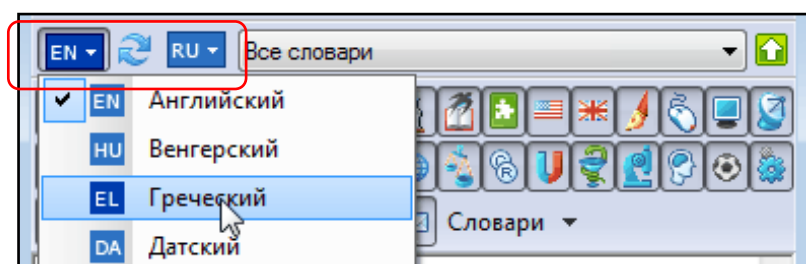 EN RU Все словари
EN Английский
HU Венгерский
EL Греческий
DA Датский
Словари